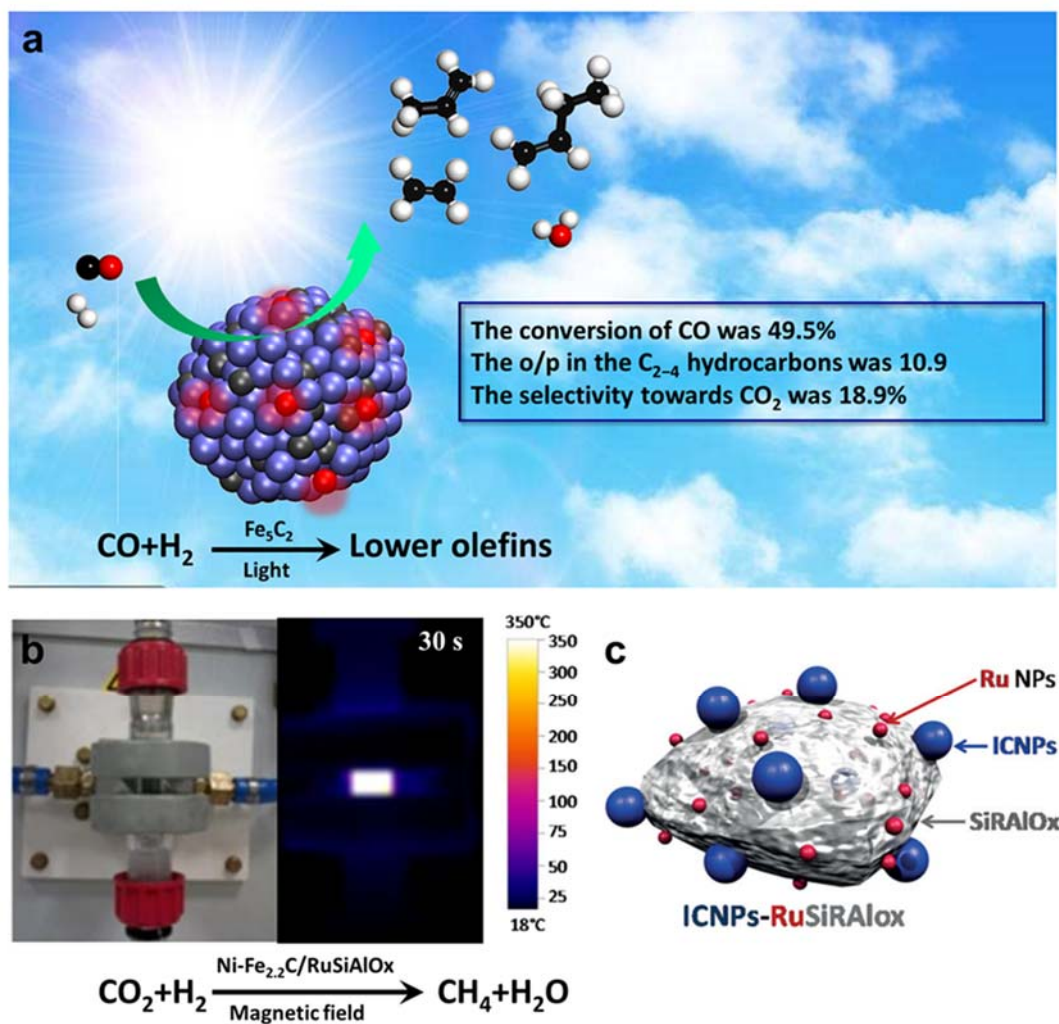 a
The conversion of CO was 49.5%
The o/p in the C₂₋₄ hydrocarbons was 10.9
The selectivity towards CO₂ was 18.9%
CO+H₂
Fe₅C₂
Light
Lower olefins
b
30 s
350°C
350
300
250
200
150
100
75
50
25
18°C
CO₂+H₂
Ni-Fe₂.₂C/RuSiAlOx
Magnetic field
CH₄+H₂O
c
Ru NPs
ICNPs
SiRAlOx
ICNPs-RuSiRAlox